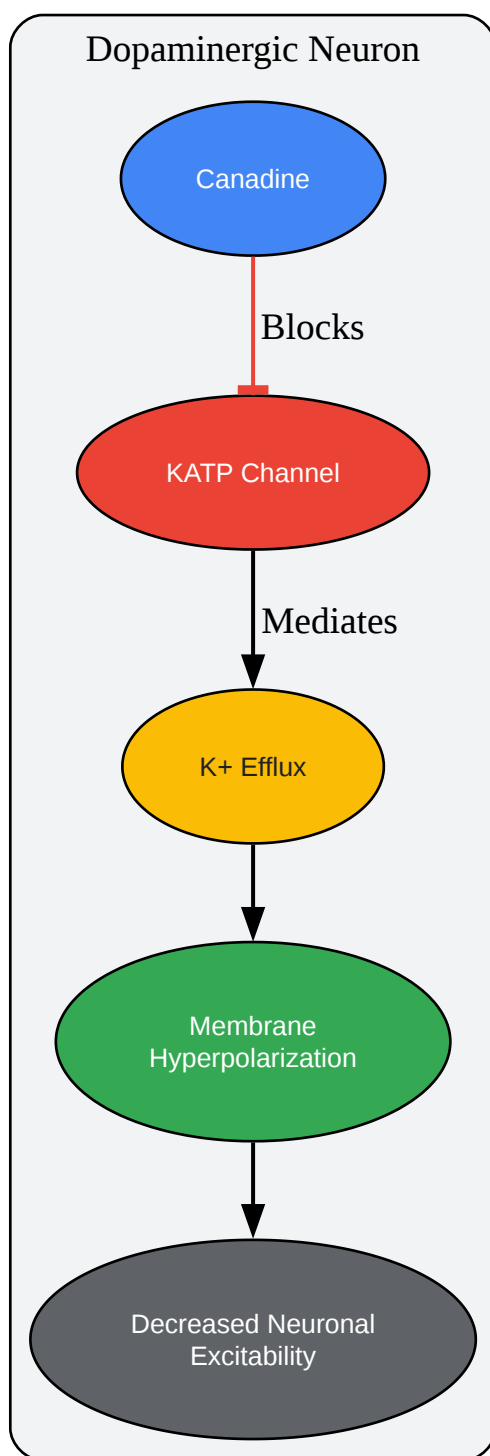 Dopaminergic Neuron
Canadine
Blocks
KATP Channel
Mediates
K+ Efflux
Membrane
Hyperpolarization
Decreased Neuronal
Excitability